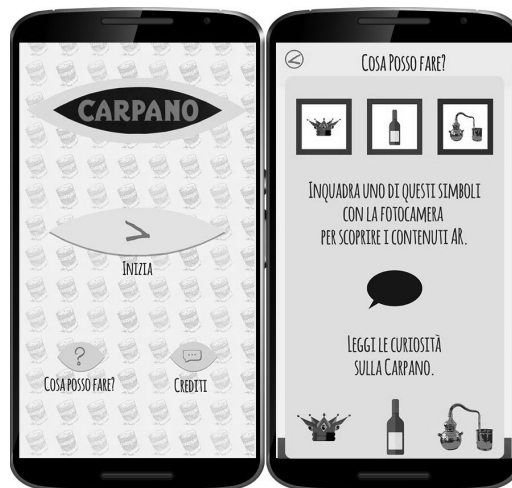 CARPANO
INIZIA
COSA POSSO FARE?
CREDITI
COSA POSSO FARE?
INQUADRA UNO DI QUESTI SIMBOLI
CON LA FOTOCAMERA
PER SCOPRIRE I CONTENUTI AR.
LEGGI LE CURIOSITÀ
SULLA CARPANO.